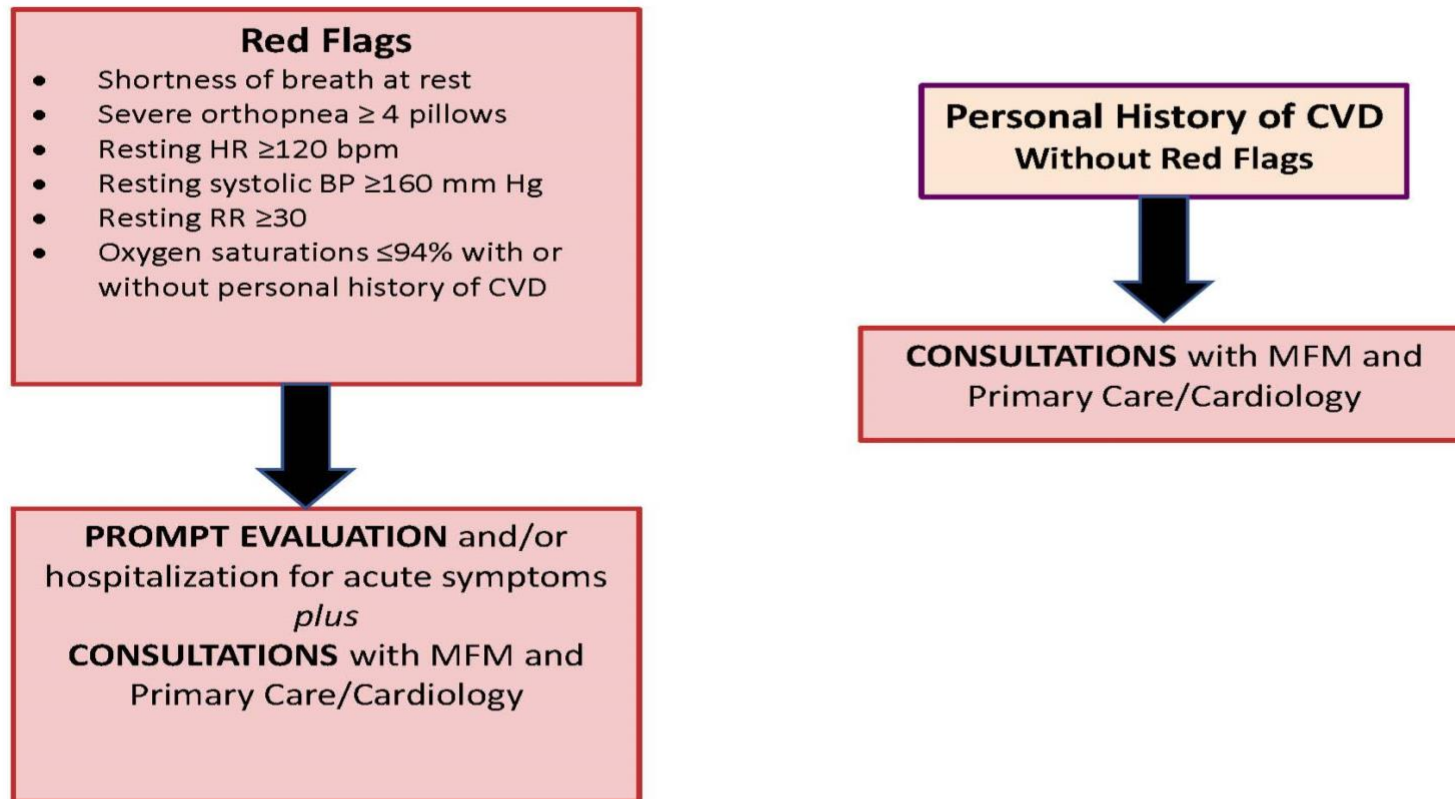 Red Flags
• Shortness of breath at rest
• Severe orthopnea ≥ 4 pillows
• Resting HR ≥120 bpm
• Resting systolic BP ≥160 mm Hg
• Resting RR ≥30
• Oxygen saturations ≤94% with or
without personal history of CVD
PROMPT EVALUATION and/or
hospitalization for acute symptoms
plus
CONSULTATIONS with MFM and
Primary Care/Cardiology
Personal History of CVD
Without Red Flags
CONSULTATIONS with MFM and
Primary Care/Cardiology